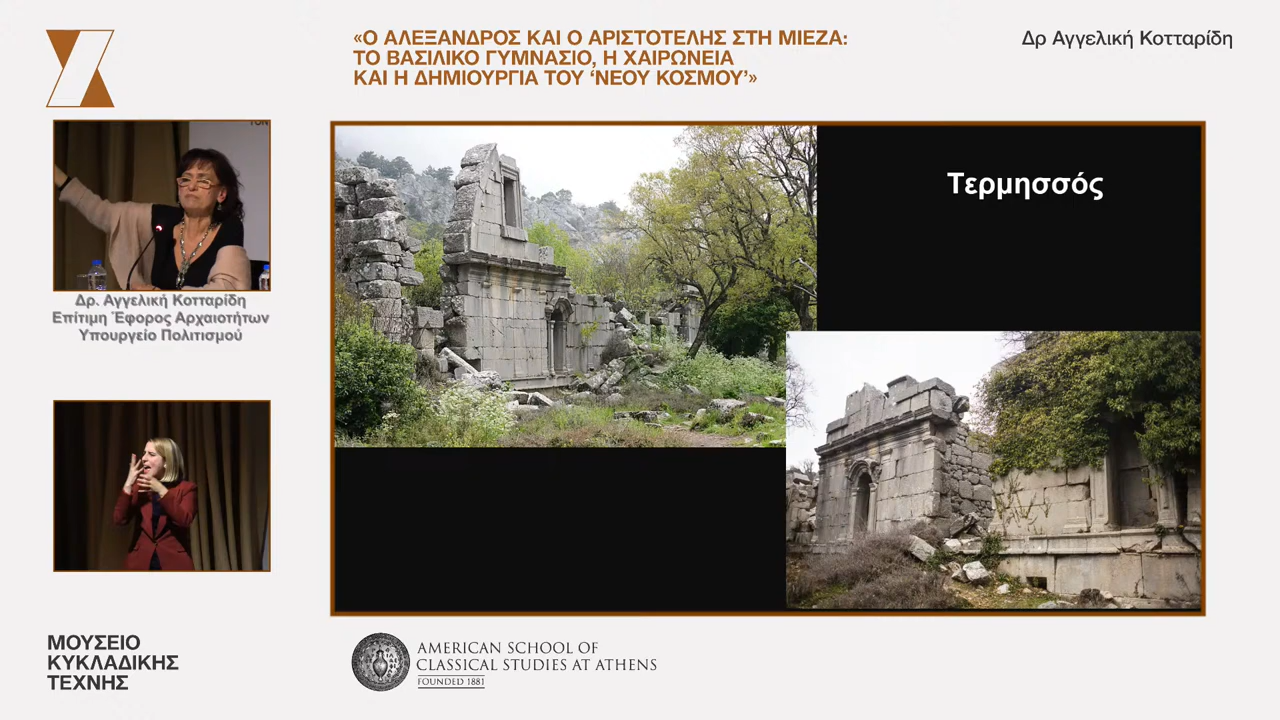 «Ο ΑΛΕΞΑΝΔΡΟΣ ΚΑΙ Ο ΑΡΙΣΤΟΤΕΛΗΣ ΣΤΗ ΜΙΕΖΑ:
ΤΟ ΒΑΣΙΛΙΚΟ ΓΥΜΝΑΣΙΟ, Η ΧΑΙΡΩΝΕΙΑ
ΚΑΙ Η ΔΗΜΙΟΥΡΓΙΑ ΤΟΥ ‘ΝΕΟΥ ΚΟΣΜΟΥ’»
Δρ Αγγελική Κοτταρίδη
Τερμησσός
Δρ. Αγγελική Κοτταρίδη
Επίτιμη Έφορος Αρχαιοτήτων
Υπουργείο Πολιτισμού
ΜΟΥΣΕΙΟ
ΚΥΚΛΑΔΙΚΗΣ
ΤΕΧΝΗΣ
AMERICAN SCHOOL OF
CLASSICAL STUDIES AT ATHENS
FOUNDED 1881